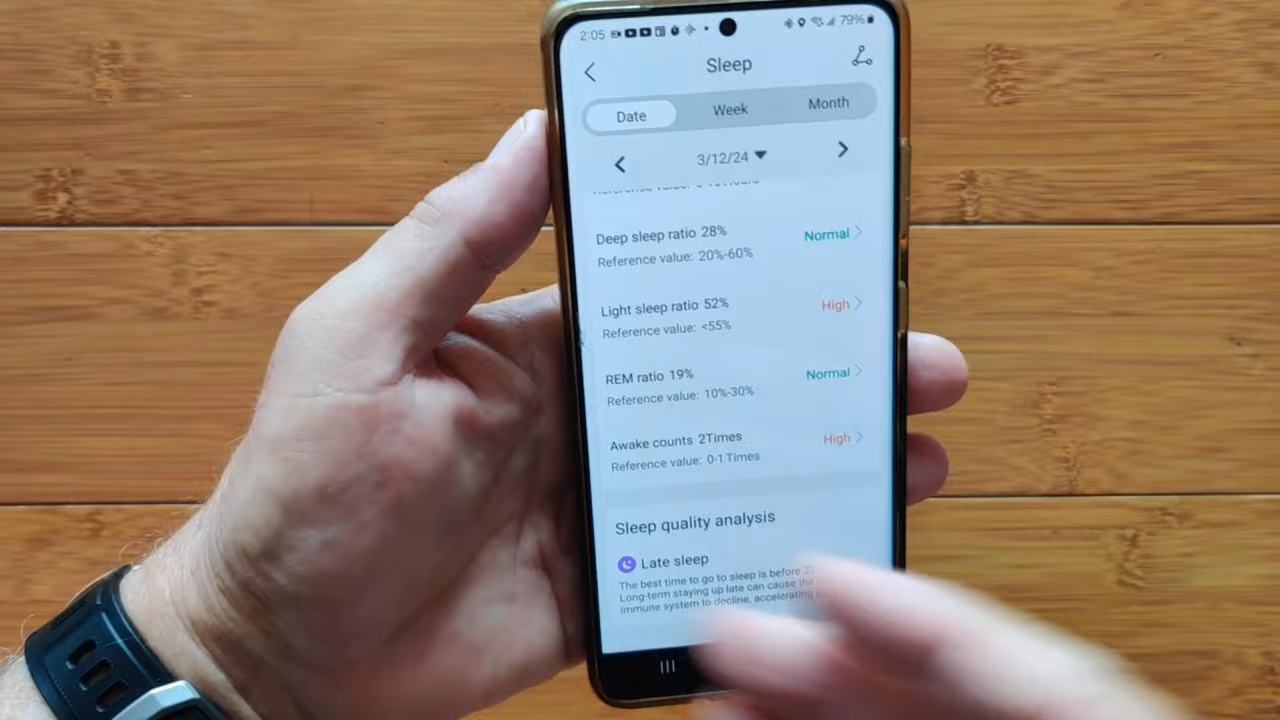 2:05
79%
Sleep
Date
Week
Month
3/12/24
Deep sleep ratio 28%
Normal
Reference value: 20%-60%
Light sleep ratio 52%
High
Reference value: <55%
REM ratio 19%
Normal
Reference value: 10%-30%
Awake counts 2Times
High
Reference value: 0-1Times
Sleep quality analysis
Late sleep
The best time to go to sleep is before
Long-term staying up late can cause the
immune system to decline, accelerating